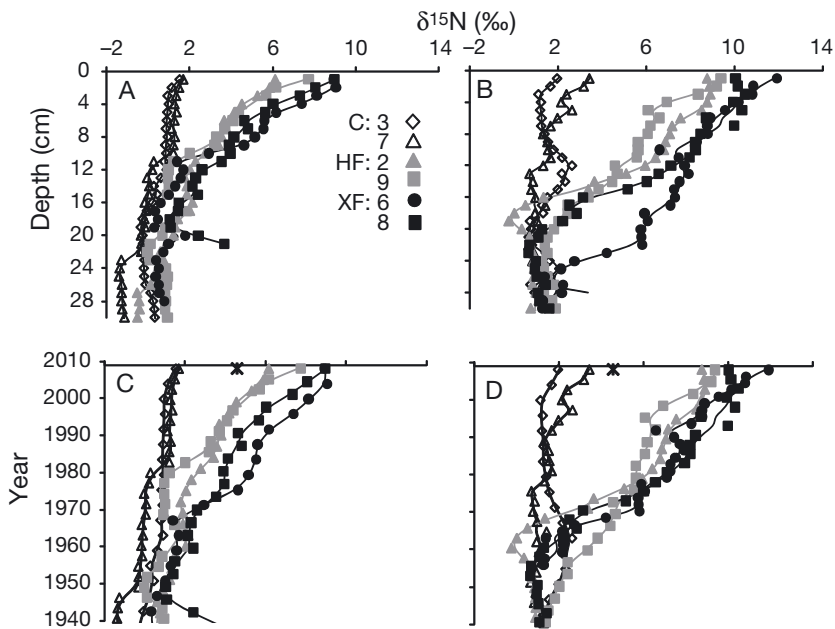 δ15N (‰)
−2 2 6 10 14 −2 2 6 10 14
0
4
8
12
16
20
24
28
Depth (cm)
A
B
C: 3
7
HF: 2
9
XF: 6
8
2010
2000
1990
1980
1970
1960
1950
1940
Year
C
D